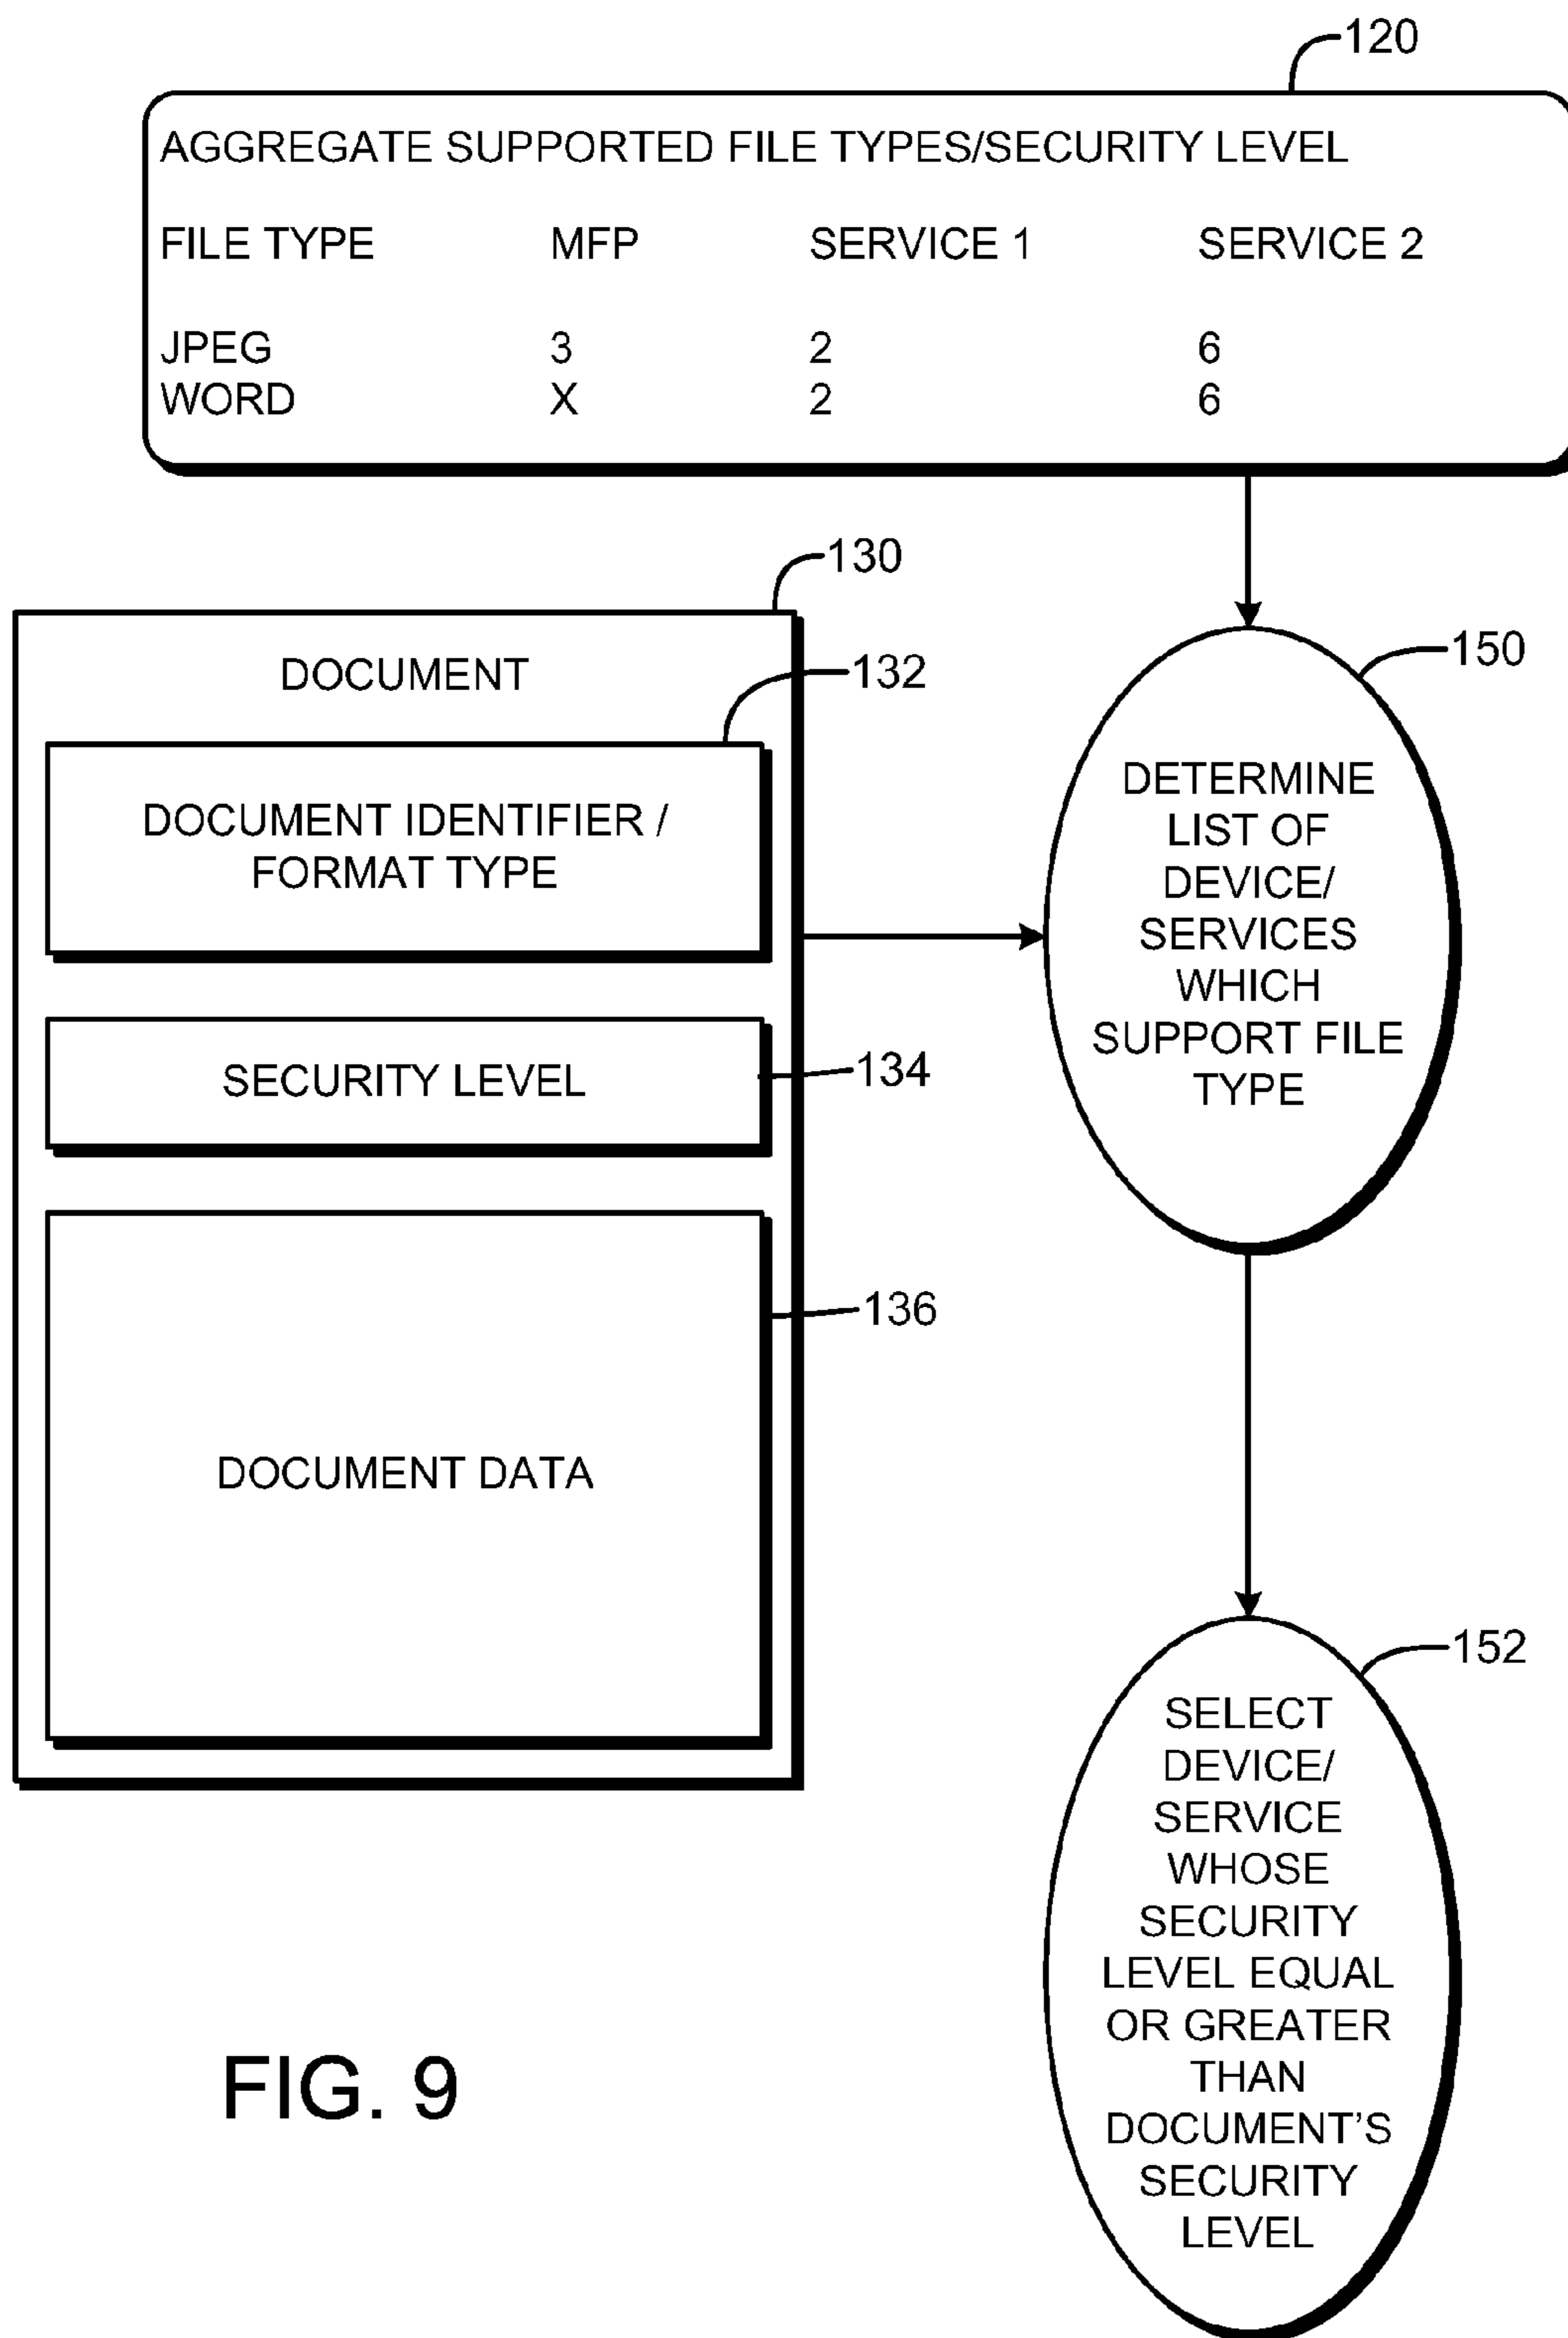 120
AGGREGATE SUPPORTED FILE TYPES/SECURITY LEVEL
FILE TYPE MFP SERVICE 1 SERVICE 2
JPEG 3 2 6
WORD X 2 6
130
DOCUMENT
132
DOCUMENT IDENTIFIER /
FORMAT TYPE
SECURITY LEVEL
134
DOCUMENT DATA
136
150
DETERMINE
LIST OF
DEVICE/
SERVICES
WHICH
SUPPORT FILE
TYPE
152
SELECT
DEVICE/
SERVICE
WHOSE
SECURITY
LEVEL EQUAL
OR GREATER
THAN
DOCUMENT'S
SECURITY
LEVEL
FIG. 9